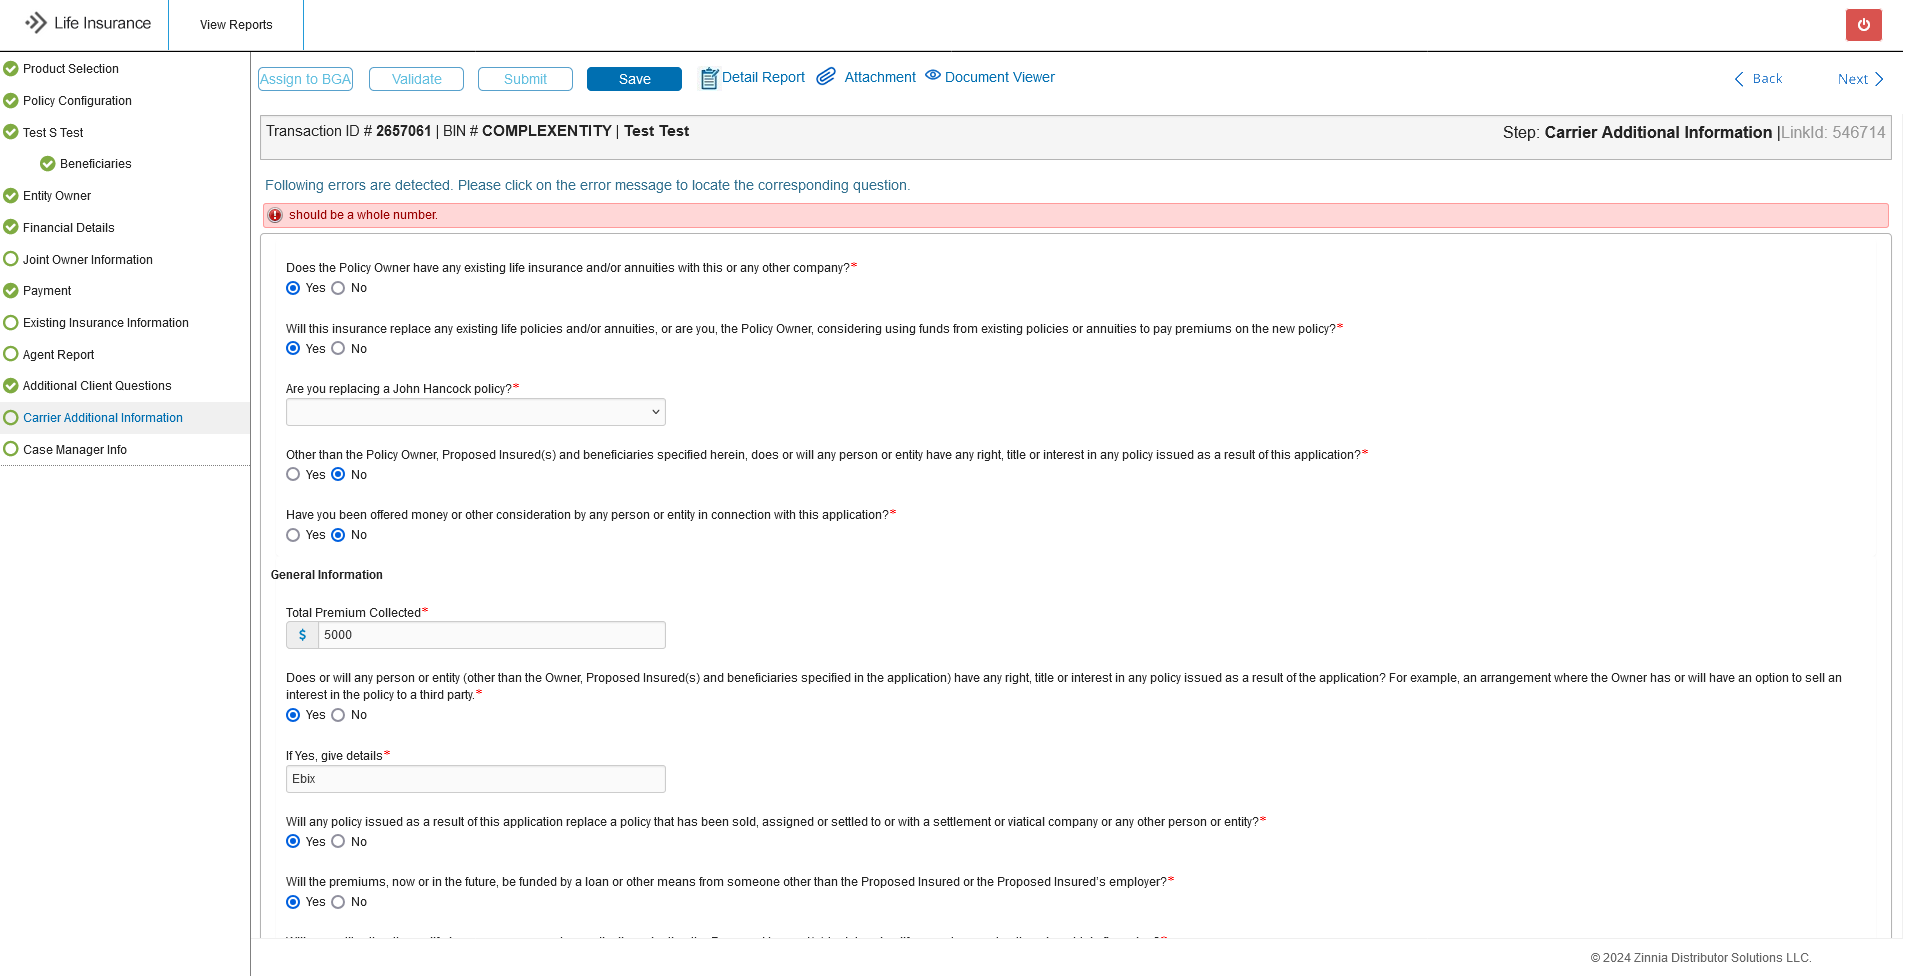 Life Insurance
View Reports
Product Selection
Policy Configuration
Test S Test
Beneficiaries
Entity Owner
Financial Details
Joint Owner Information
Payment
Existing Insurance Information
Agent Report
Additional Client Questions
Carrier Additional Information
Case Manager Info
Assign to BGA
Validate
Submit
Save
Detail Report
Attachment
Document Viewer
Back
Next
Transaction ID # 2657061 | BIN # COMPLEXENTITY | Test Test
Step: Carrier Additional Information |LinkId: 546714
Following errors are detected. Please click on the error message to locate the corresponding question.
should be a whole number.
Does the Policy Owner have any existing life insurance and/or annuities with this or any other company?*
Yes No
Will this insurance replace any existing life policies and/or annuities, or are you, the Policy Owner, considering using funds from existing policies or annuities to pay premiums on the new policy?*
Yes No
Are you replacing a John Hancock policy?*
Other than the Policy Owner, Proposed Insured(s) and beneficiaries specified herein, does or will any person or entity have any right, title or interest in any policy issued as a result of this application?*
Yes No
Have you been offered money or other consideration by any person or entity in connection with this application?*
Yes No
General Information
Total Premium Collected*
$ 5000
Does or will any person or entity (other than the Owner, Proposed Insured(s) and beneficiaries specified in the application) have any right, title or interest in any policy issued as a result of the application? For example, an arrangement where the Owner has or will have an option to sell an
interest in the policy to a third party.*
Yes No
If Yes, give details*
Ebix
Will any policy issued as a result of this application replace a policy that has been sold, assigned or settled to or with a settlement or viatical company or any other person or entity?*
Yes No
Will the premiums, now or in the future, be funded by a loan or other means from someone other than the Proposed Insured or the Proposed Insured's employer?*
Yes No
© 2024 Zinnia Distributor Solutions LLC.